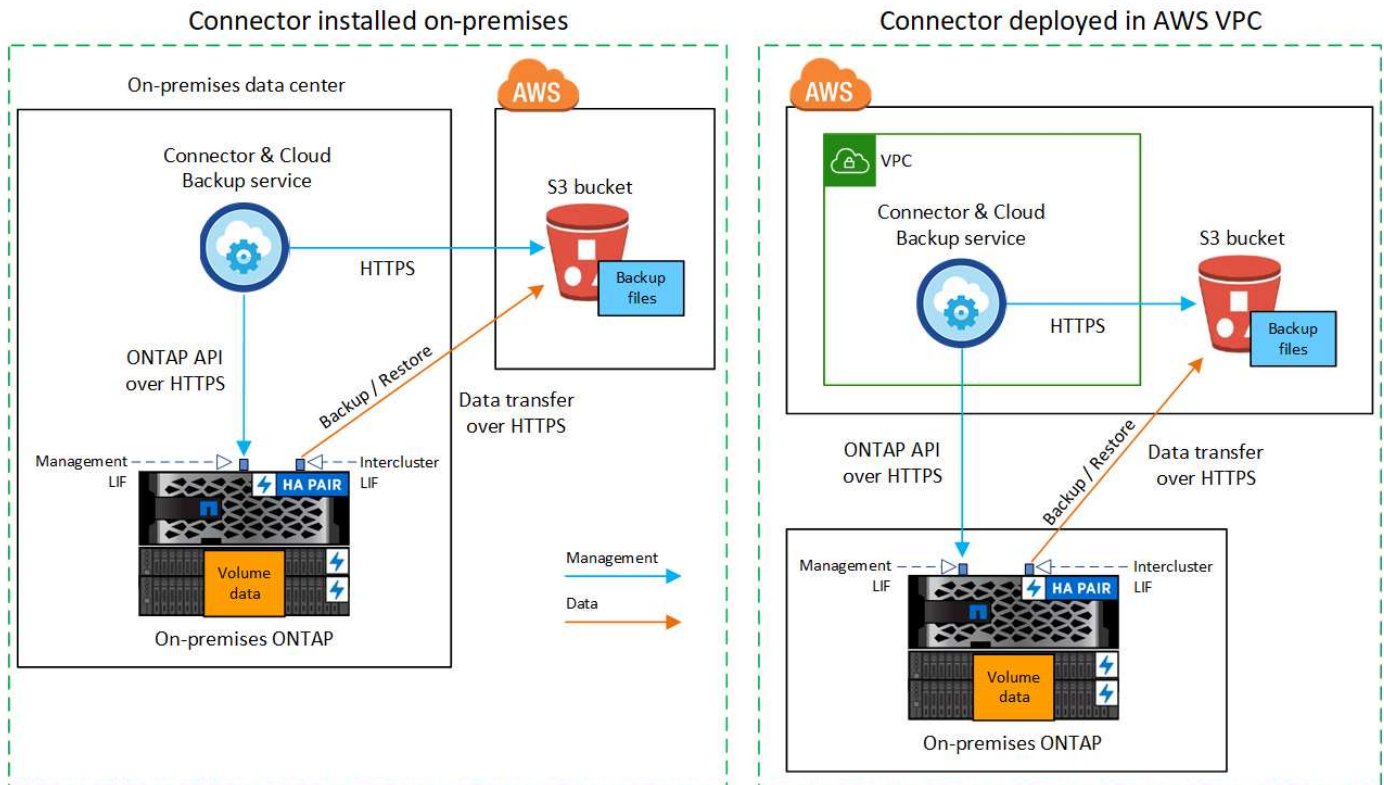 Connector installed on-premises
On-premises data center
AWS
Connector & Cloud
Backup service
S3 bucket
HTTPS
Backup
files
ONTAP API
over HTTPS
Backup / Restore
Data transfer
over HTTPS
Management
LIF
Intercluster
LIF
HA PAIR
Volume
data
On-premises ONTAP
Management
Data
Connector deployed in AWS VPC
AWS
VPC
Connector & Cloud
Backup service
S3 bucket
HTTPS
Backup
files
ONTAP API
over HTTPS
Backup / Restore
Data transfer
over HTTPS
Management
LIF
Intercluster
LIF
HA PAIR
Volume
data
On-premises ONTAP